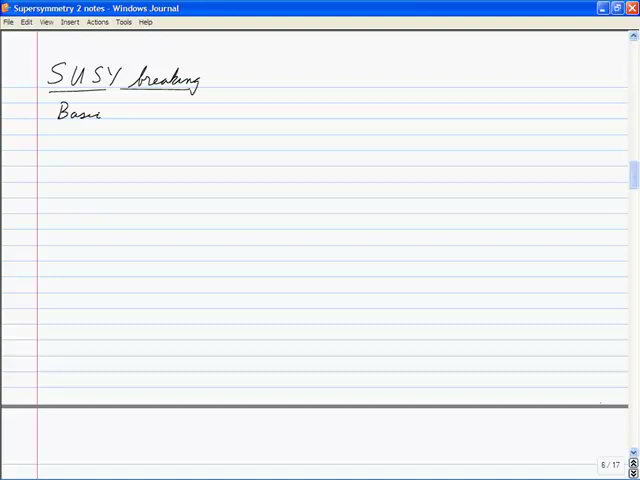 Supersymmetry 2 notes - Windows Journal
File Edit View Insert Actions Tools Help
SUSY breaking
Basic
6 / 17